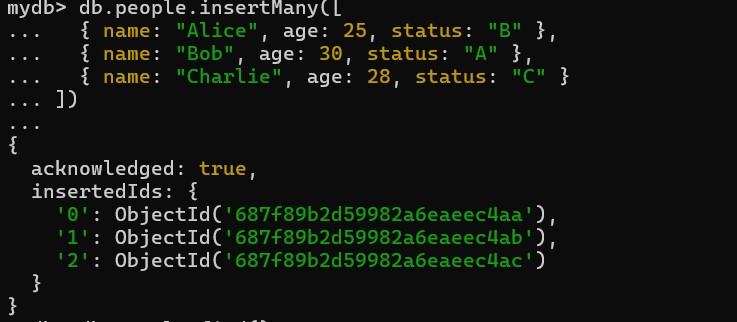 mydb> db.people.insertMany([
...   { name: "Alice", age: 25, status: "B" },
...   { name: "Bob", age: 30, status: "A" },
...   { name: "Charlie", age: 28, status: "C" }
... ])
...
{
  acknowledged: true,
  insertedIds: {
    '0': ObjectId('687f89b2d59982a6eaeec4aa'),
    '1': ObjectId('687f89b2d59982a6eaeec4ab'),
    '2': ObjectId('687f89b2d59982a6eaeec4ac')
  }
}